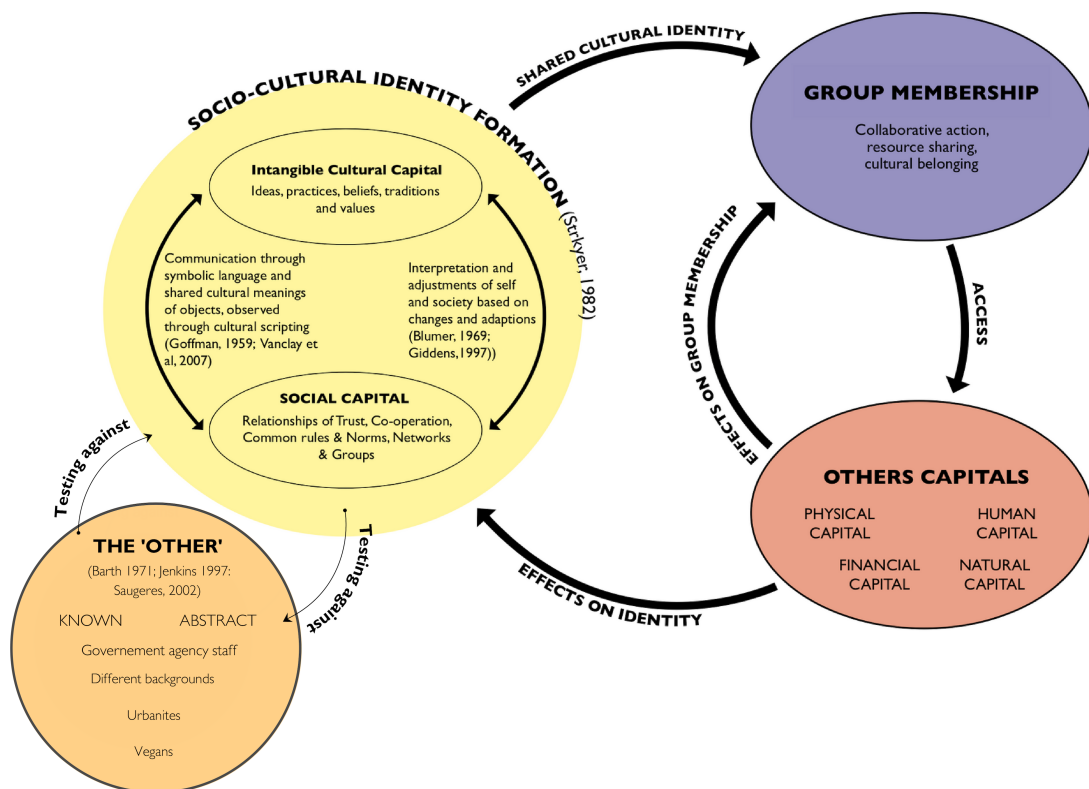 SOCIO-CULTURAL IDENTITY FORMATION (Strkyer, 1982)
Intangible Cultural Capital
Ideas, practices, beliefs, traditions
and values
Communication through
symbolic language and
shared cultural meanings
of objects, observed
through cultural scripting
(Goffman, 1959; Vanclay et
al, 2007)
Interpretation and
adjustments of self
and society based on
changes and adaptions
(Blumer, 1969;
Giddens,1997))
SOCIAL CAPITAL
Relationships of Trust, Co-operation,
Common rules & Norms, Networks
& Groups
SHARED CULTURAL IDENTITY
GROUP MEMBERSHIP
Collaborative action,
resource sharing,
cultural belonging
ACCESS
EFFECTS ON GROUP MEMBERSHIP
OTHERS CAPITALS
PHYSICAL
CAPITAL
HUMAN
CAPITAL
FINANCIAL
CAPITAL
NATURAL
CAPITAL
EFFECTS ON IDENTITY
Testing against
Testing against
THE 'OTHER'
(Barth 1971; Jenkins 1997:
Saugeres, 2002)
KNOWN
ABSTRACT
Governement agency staff
Different backgrounds
Urbanites
Vegans